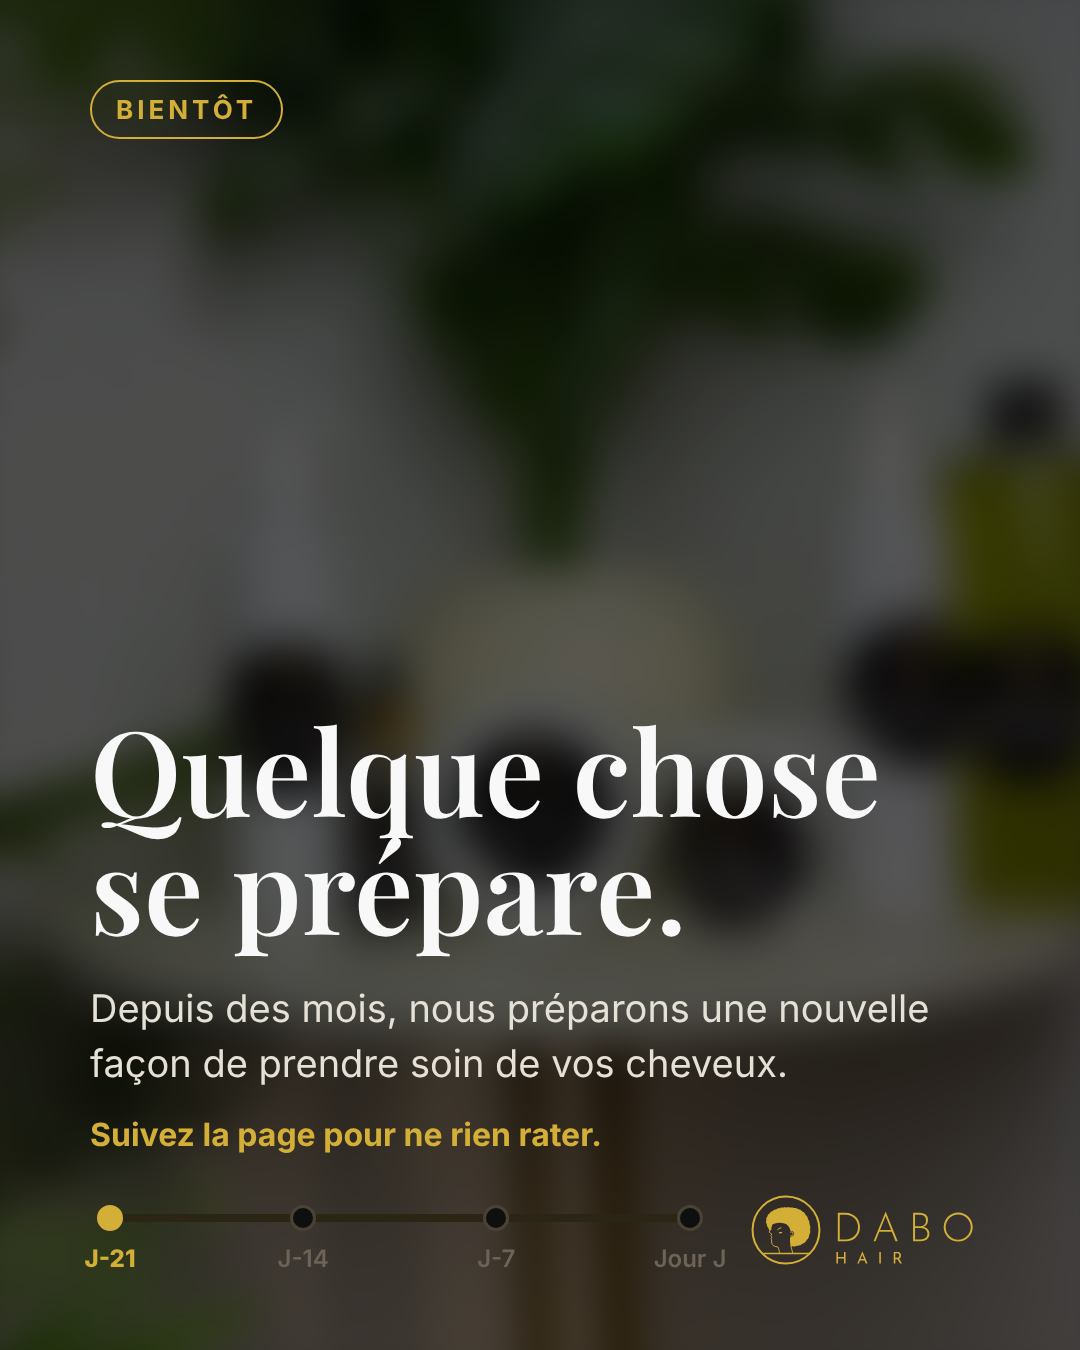 BIENTÔT
Quelque chose
se prépare.
Depuis des mois, nous préparons une nouvelle
façon de prendre soin de vos cheveux.
Suivez la page pour ne rien rater.
J-21 J-14 J-7 Jour J
DABO
HAIR